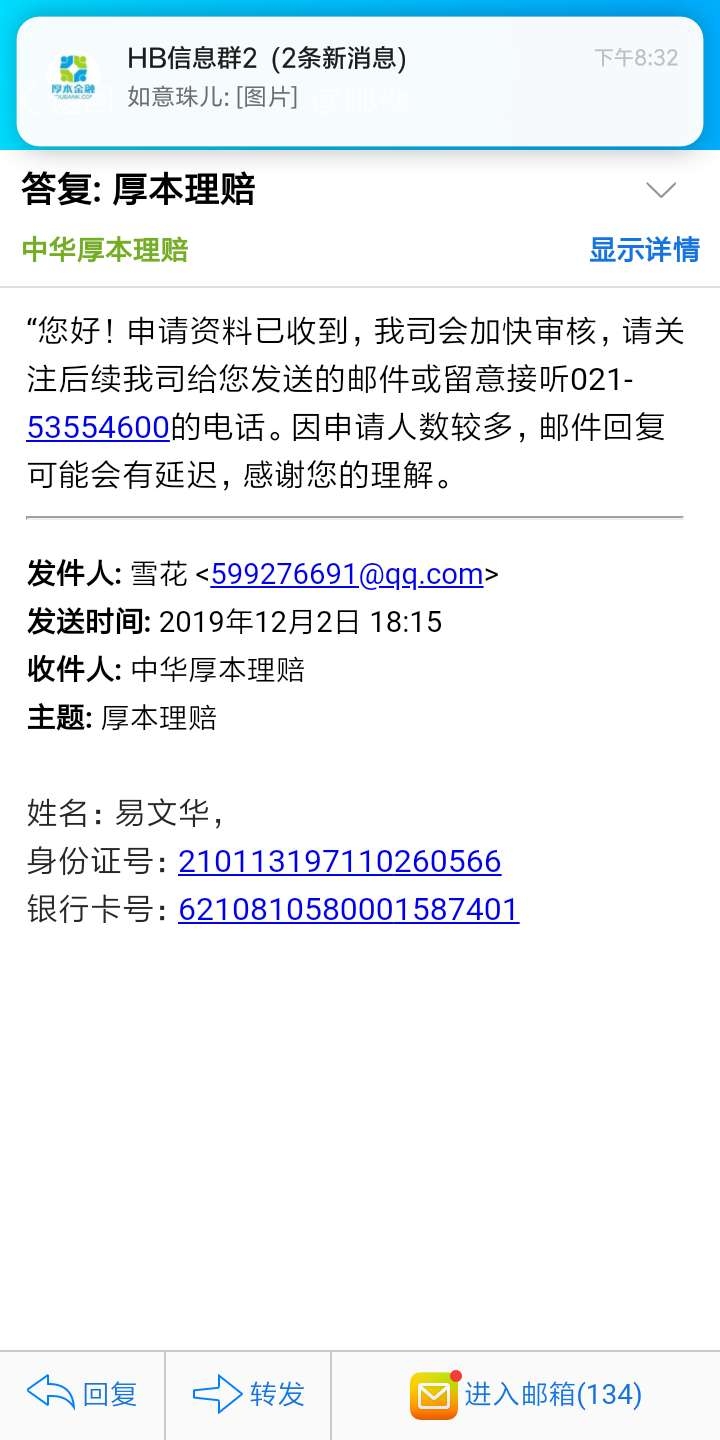 HB信息群2 (2条新消息)
下午8:32
厚本金融
如意珠儿: [图片]
答复: 厚本理赔
中华厚本理赔
显示详情
“您好！申请资料已收到，我司会加快审核，请关
注后续我司给您发送的邮件或留意接听021-
53554600的电话。因申请人数较多，邮件回复
可能会有延迟，感谢您的理解。
发件人: 雪花 <599276691@qq.com>
发送时间: 2019年12月2日 18:15
收件人: 中华厚本理赔
主题: 厚本理赔
姓名：易文华，
身份证号：210113197110260566
银行卡号：6210810580001587401
回复
转发
进入邮箱(134)